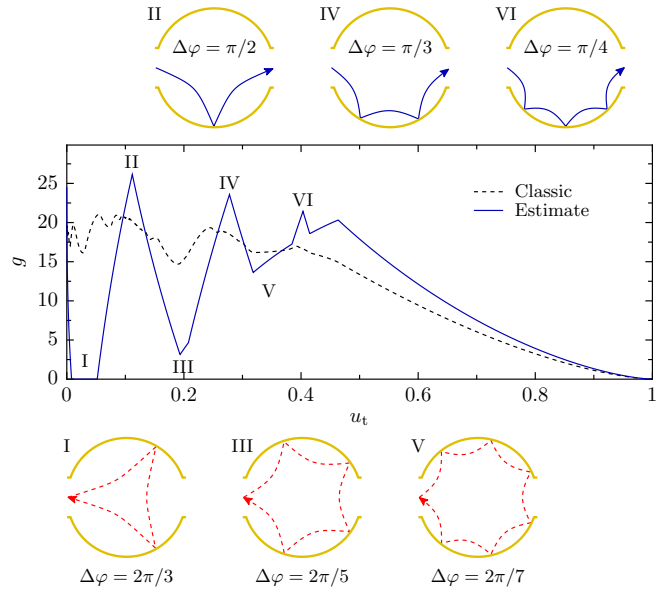 II IV VI
Δφ = π/2 Δφ = π/3 Δφ = π/4
II
IV
VI
V
I
III
Classic
Estimate
25
20
15
10
5
0
g
0 0.2 0.4 0.6 0.8 1
u_t
I III V
Δφ = 2π/3 Δφ = 2π/5 Δφ = 2π/7